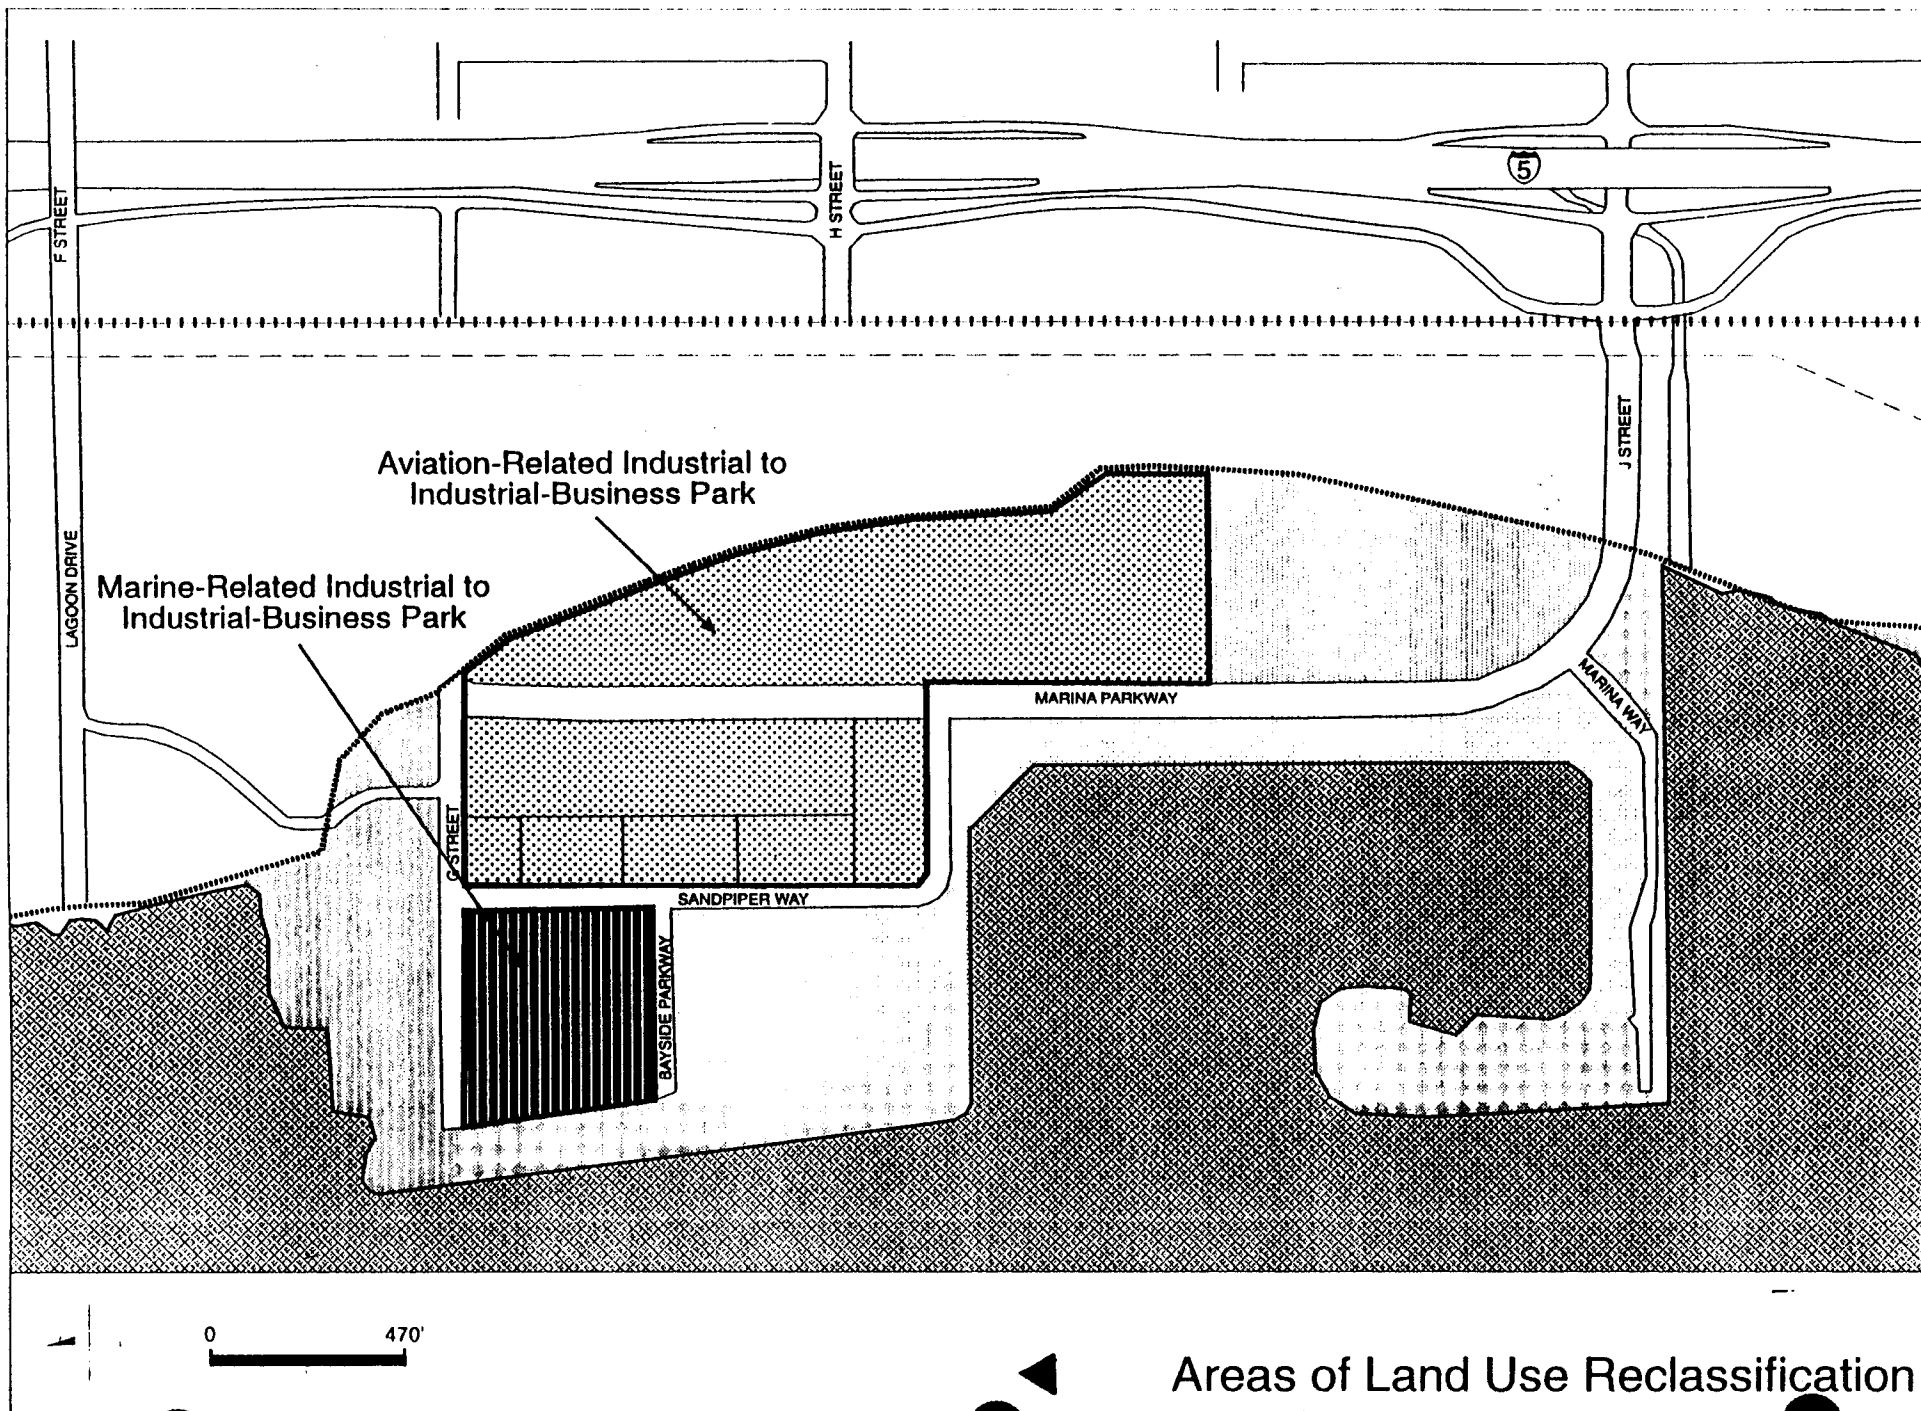 5
F STREET
H STREET
J STREET
Aviation-Related Industrial to
Industrial-Business Park
LAGOON DRIVE
Marine-Related Industrial to
Industrial-Business Park
MARINA PARKWAY
MARINA WAY
G STREET
SANDPIPER WAY
BAYSIDE PARKWAY
0 470'
Areas of Land Use Reclassification